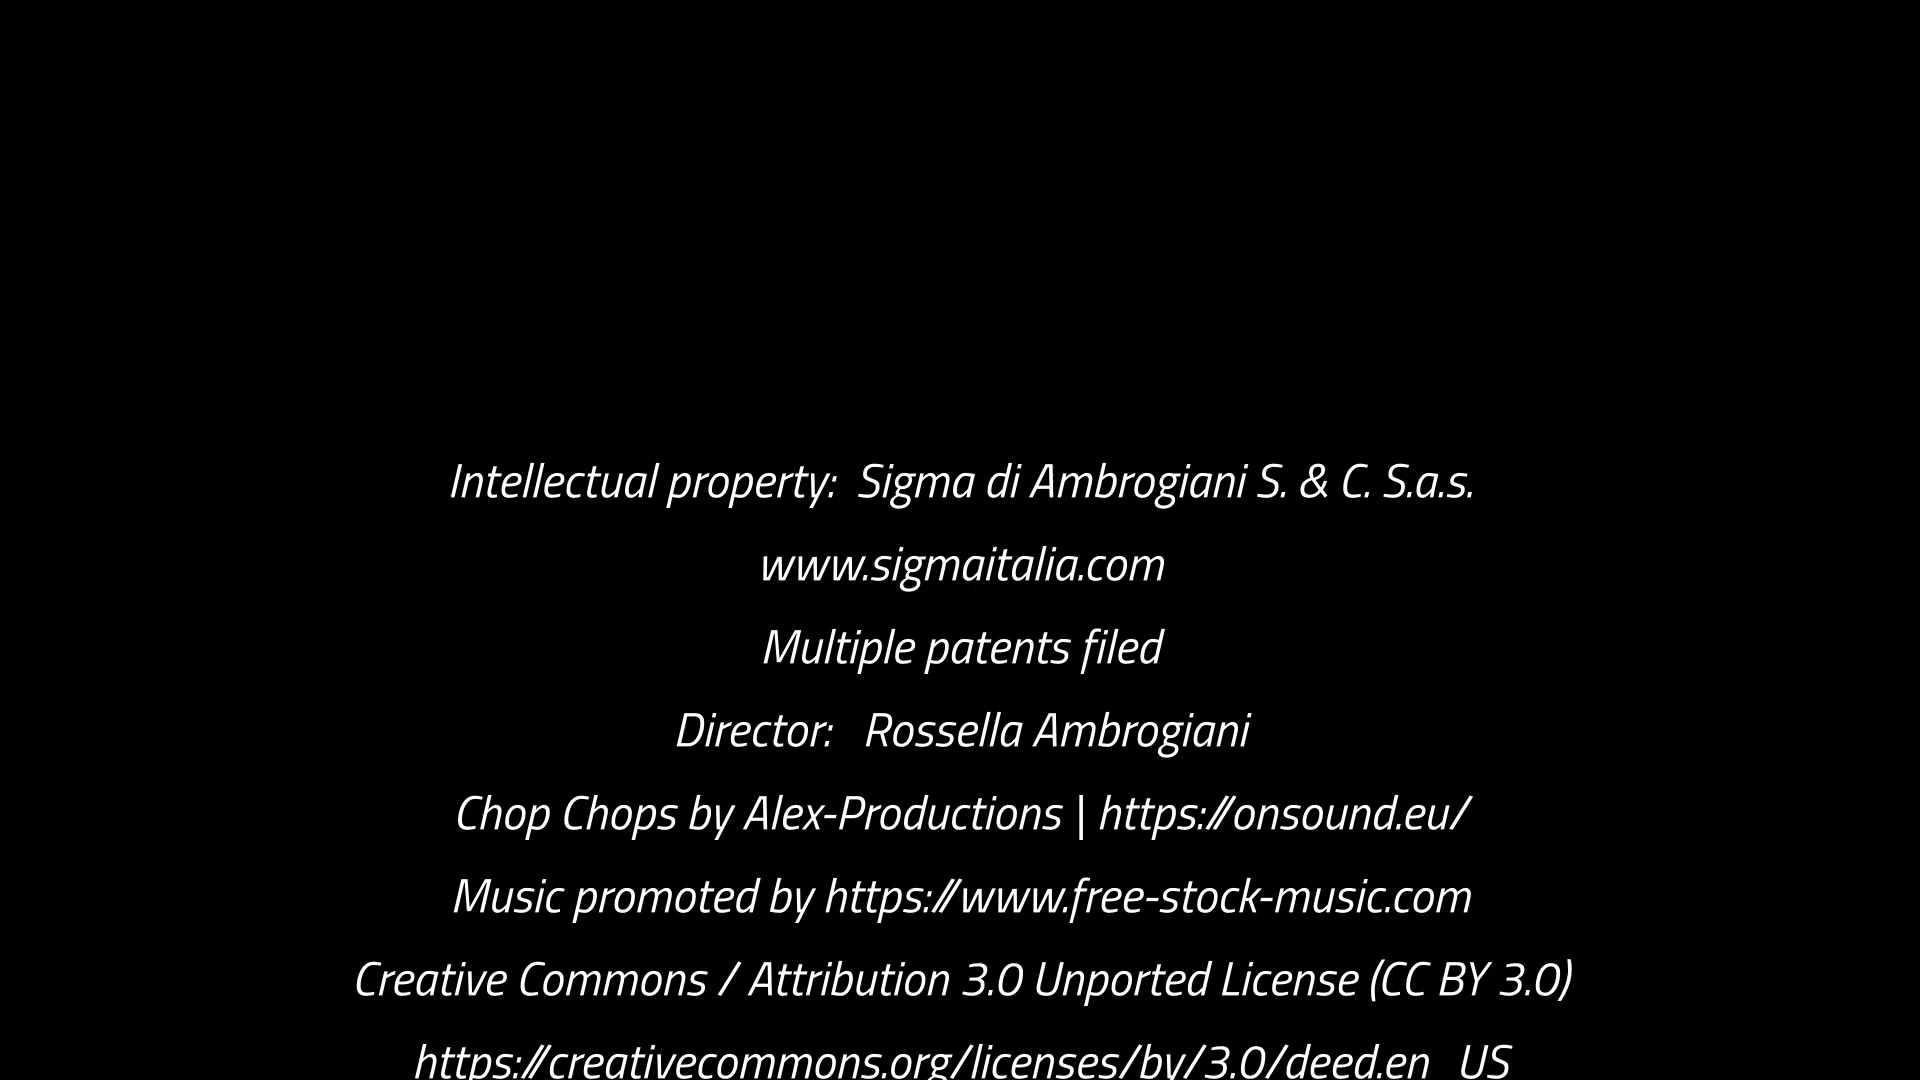 Intellectual property: Sigma di Ambrogiani S. & C. S.a.s.
www.sigmaitalia.com
Multiple patents filed
Director: Rossella Ambrogiani
Chop Chops by Alex-Productions | https://onsound.eu/
Music promoted by https://www.free-stock-music.com
Creative Commons / Attribution 3.0 Unported License (CC BY 3.0)
https://creativecommons.org/licenses/by/3.0/deed.en US